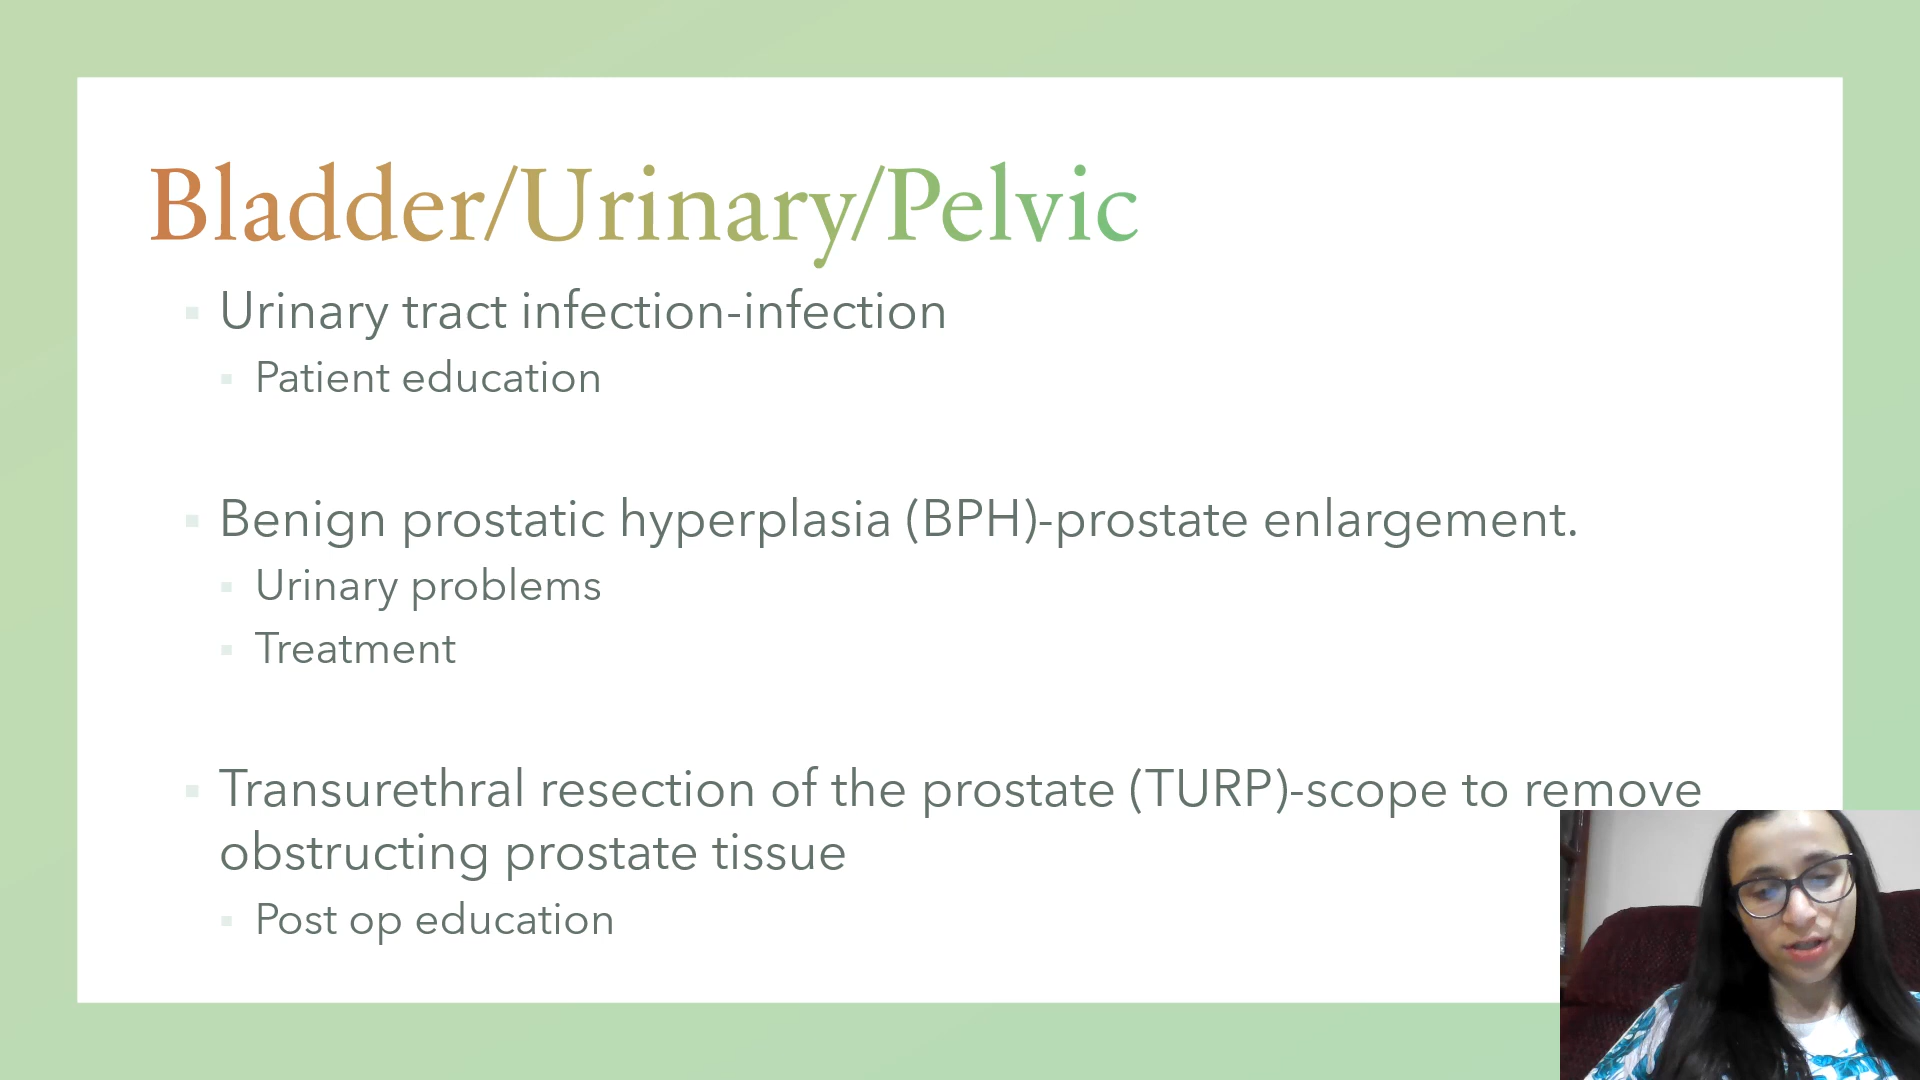 Bladder/Urinary/Pelvic
Urinary tract infection-infection
Patient education
Benign prostatic hyperplasia (BPH)-prostate enlargement.
Urinary problems
Treatment
Transurethral resection of the prostate (TURP)-scope to remove
obstructing prostate tissue
Post op education